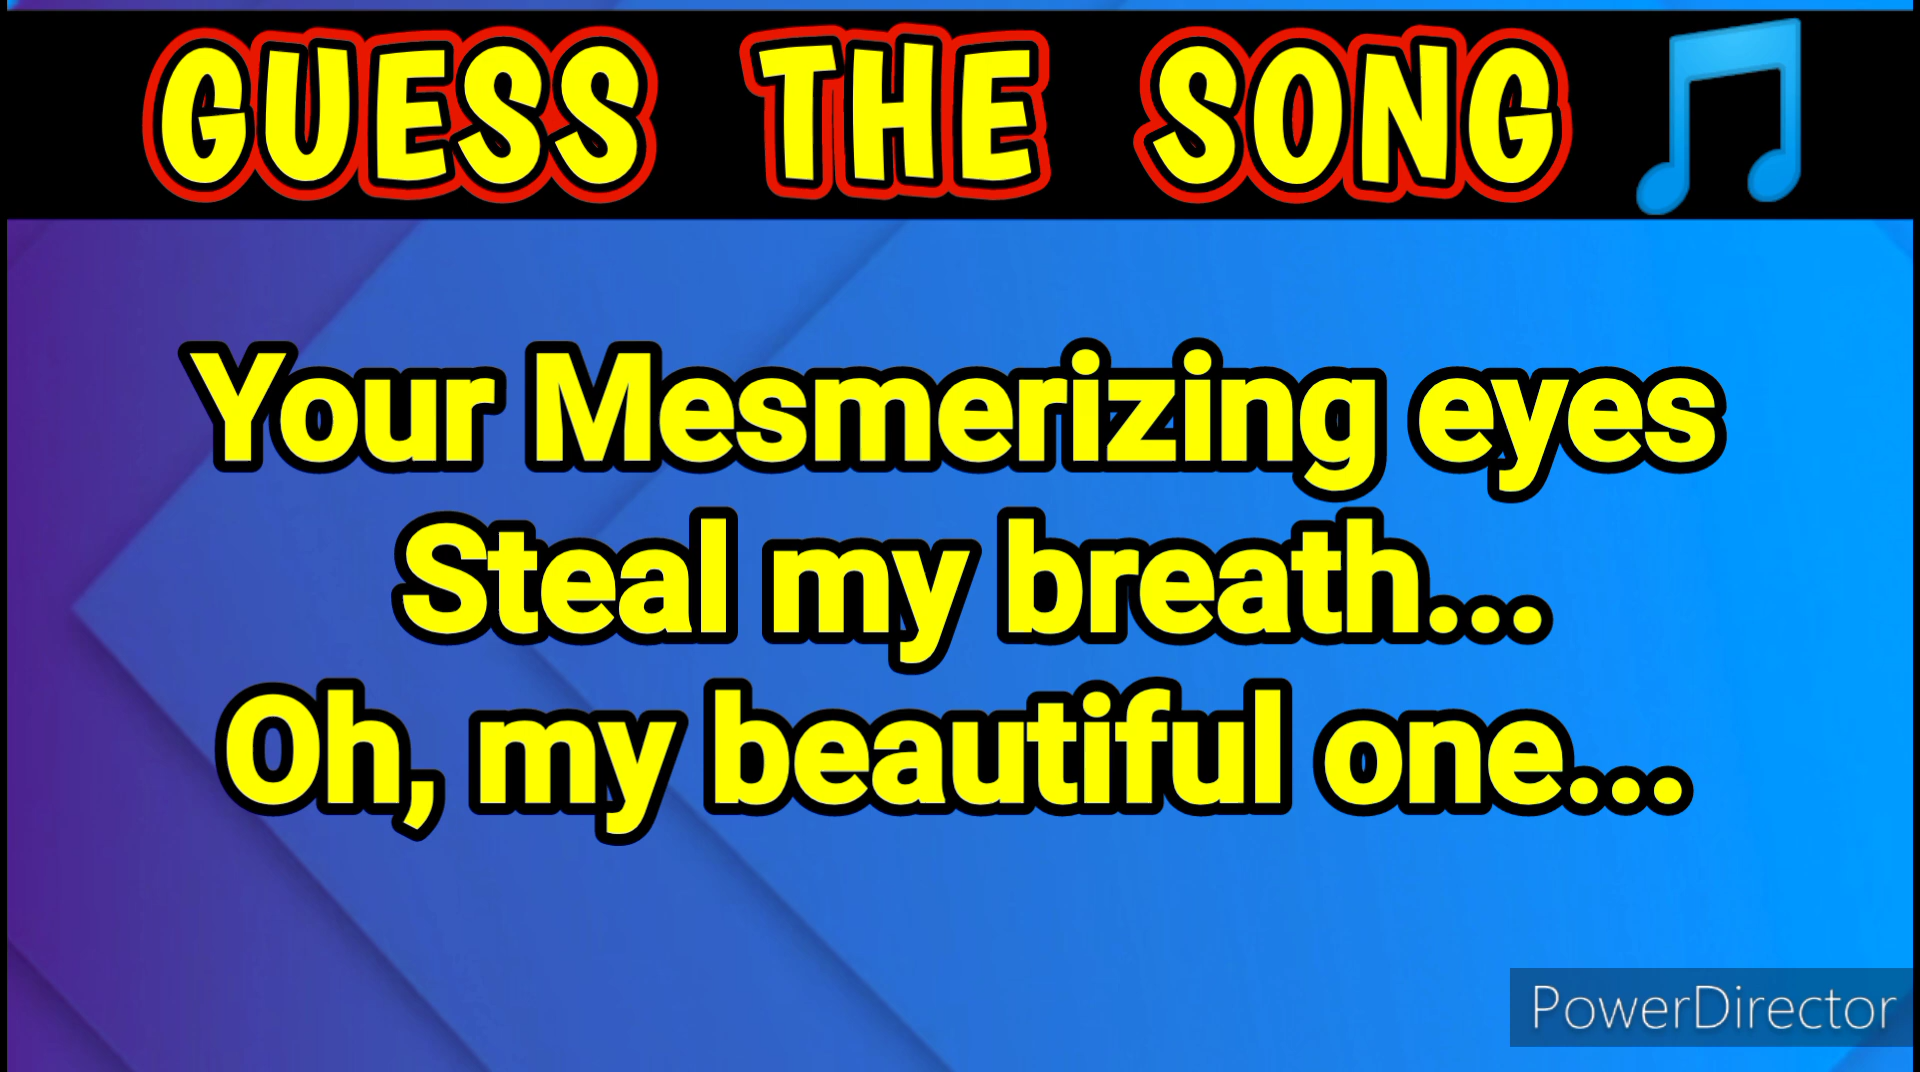 GUESS THE SONG
Your Mesmerizing eyes
Steal my breath...
Oh, my beautiful one...
PowerDirector